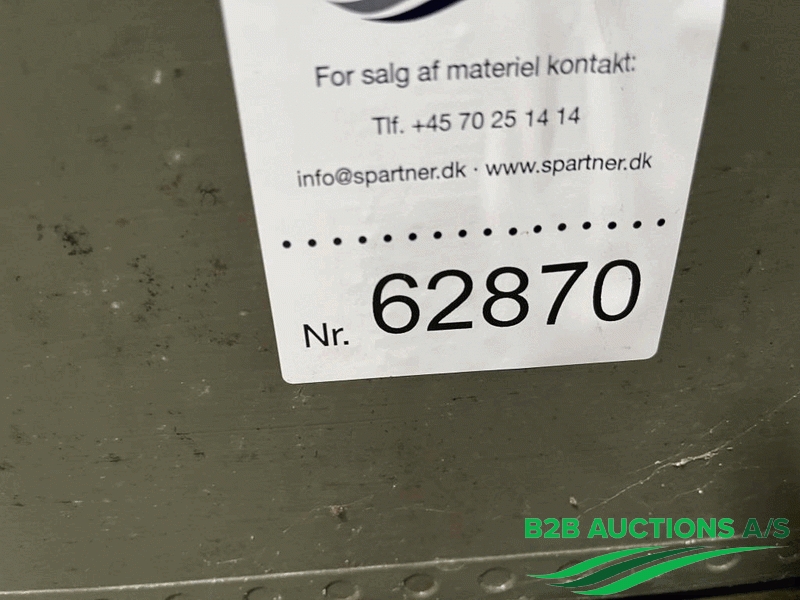 For salg af materiel kontakt:
Tlf. +45 70 25 14 14
info@spartner.dk · www.spartner.dk
Nr. 62870
B2B AUCTIONS A/S